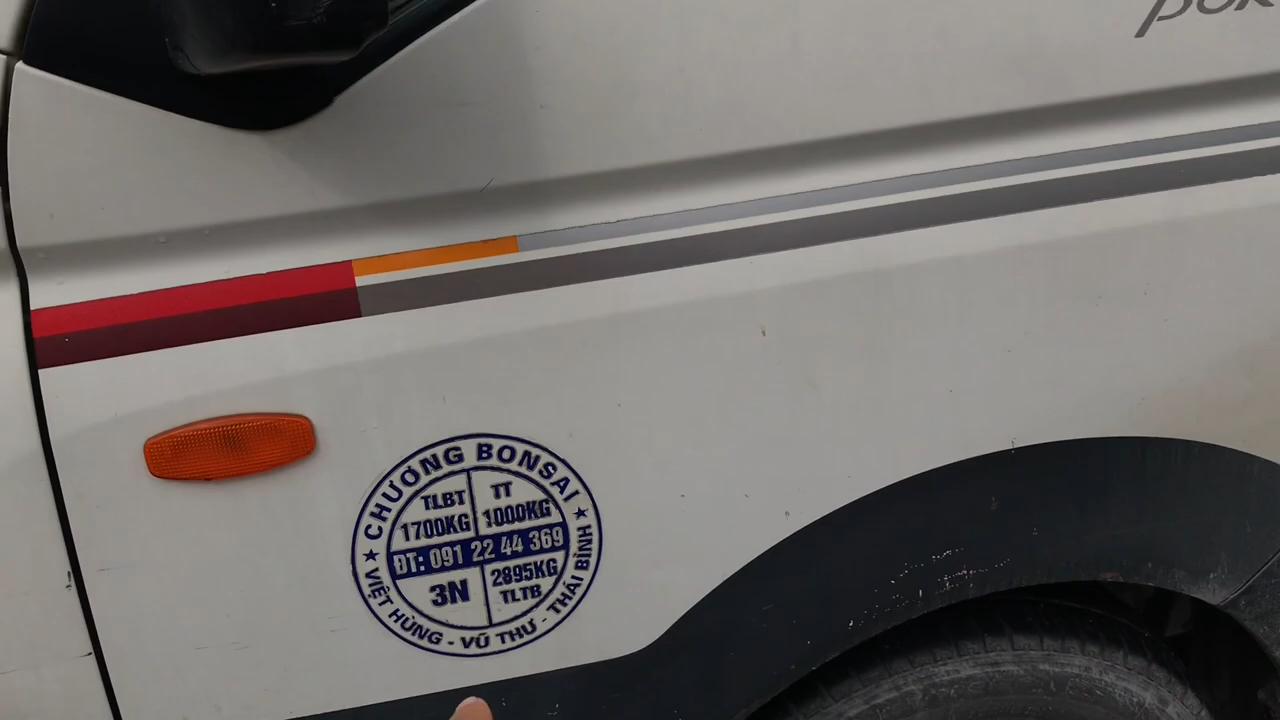 CHƯƠNG BONSAI
TLBT
1700KG
TT
1000KG
ĐT: 091 22 44 369
3N
2895KG
TLTB
VIỆT HÙNG - VŨ THƯ - THÁI BÌNH